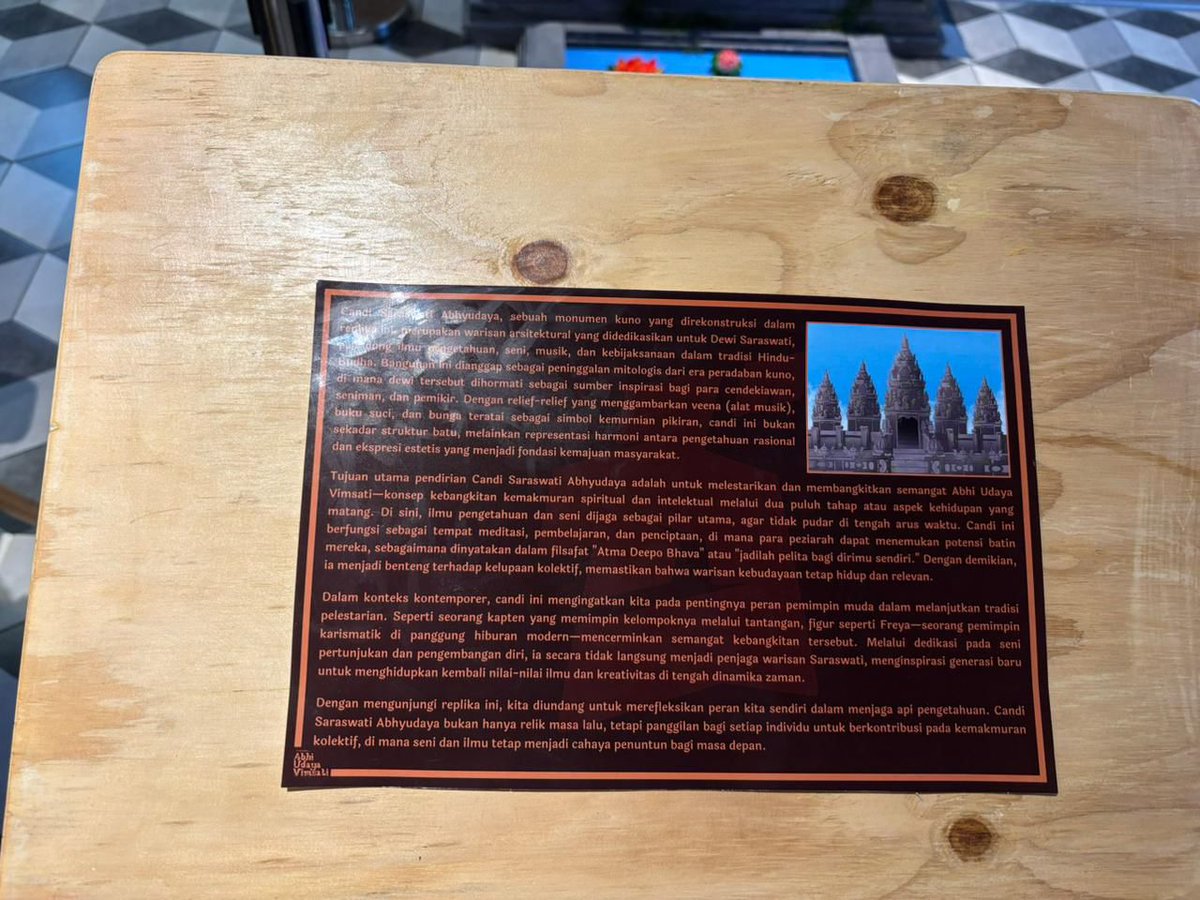 Candi Saraswati Abhyudaya, sebuah monumen kuno yang direkonstruksi dalam
replika ini, merupakan warisan arsitektural yang didedikasikan untuk Dewi Saraswati,
ilmu pengetahuan, seni, musik, dan kebijaksanaan dalam tradisi Hindu-
Budha. Bangunan ini dianggap sebagai peninggalan mitologis dari era peradaban kuno,
di mana dewi tersebut dihormati sebagai sumber inspirasi bagi para cendekiawan,
seniman, dan pemikir. Dengan relief-relief yang menggambarkan veena (alat musik),
buku suci, dan bunga teratai sebagai simbol kemurnian pikiran, candi ini bukan
sekadar struktur batu, melainkan representasi harmoni antara pengetahuan rasional
dan ekspresi estetis yang menjadi fondasi kemajuan masyarakat.
Tujuan utama pendirian Candi Saraswati Abhyudaya adalah untuk melestarikan dan membangkitkan semangat Abhi Udaya
Vimsati—konsep kebangkitan kemakmuran spiritual dan intelektual melalui dua puluh tahap atau aspek kehidupan yang
matang. Di sini, ilmu pengetahuan dan seni dijaga sebagai pilar utama, agar tidak pudar di tengah arus waktu. Candi ini
berfungsi sebagai tempat meditasi, pembelajaran, dan penciptaan, di mana para peziarah dapat menemukan potensi batin
mereka, sebagaimana dinyatakan dalam filsafat "Atma Deepo Bhava" atau "jadilah pelita bagi dirimu sendiri." Dengan demikian,
ia menjadi benteng terhadap kelupaan kolektif, memastikan bahwa warisan kebudayaan tetap hidup dan relevan.
Dalam konteks kontemporer, candi ini mengingatkan kita pada pentingnya peran pemimpin muda dalam melanjutkan tradisi
pelestarian. Seperti seorang kapten yang memimpin kelompoknya melalui tantangan, figur seperti Freya—seorang pemimpin
karismatik di panggung hiburan modern—mencerminkan semangat kebangkitan tersebut. Melalui dedikasi pada seni
pertunjukan dan pengembangan diri, ia secara tidak langsung menjadi penjaga warisan Saraswati, menginspirasi generasi baru
untuk menghidupkan kembali nilai-nilai ilmu dan kreativitas di tengah dinamika zaman.
Dengan mengunjungi replika ini, kita diundang untuk merefleksikan peran kita sendiri dalam menjaga api pengetahuan. Candi
Saraswati Abhyudaya bukan hanya relik masa lalu, tetapi panggilan bagi setiap individu untuk berkontribusi pada kemakmuran
kolektif, di mana seni dan ilmu tetap menjadi cahaya penuntun bagi masa depan.
Abhi
Udaya
Vimsati